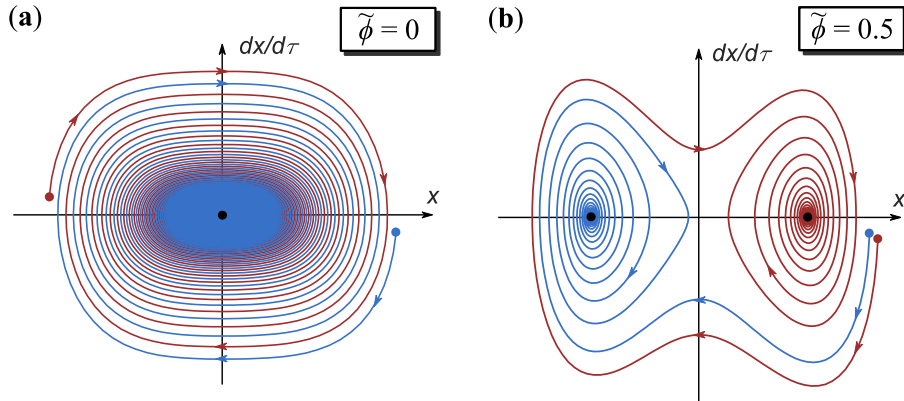 (a)
ϕ̃ = 0
dx/dτ
x
(b)
ϕ̃ = 0.5
dx/dτ
x